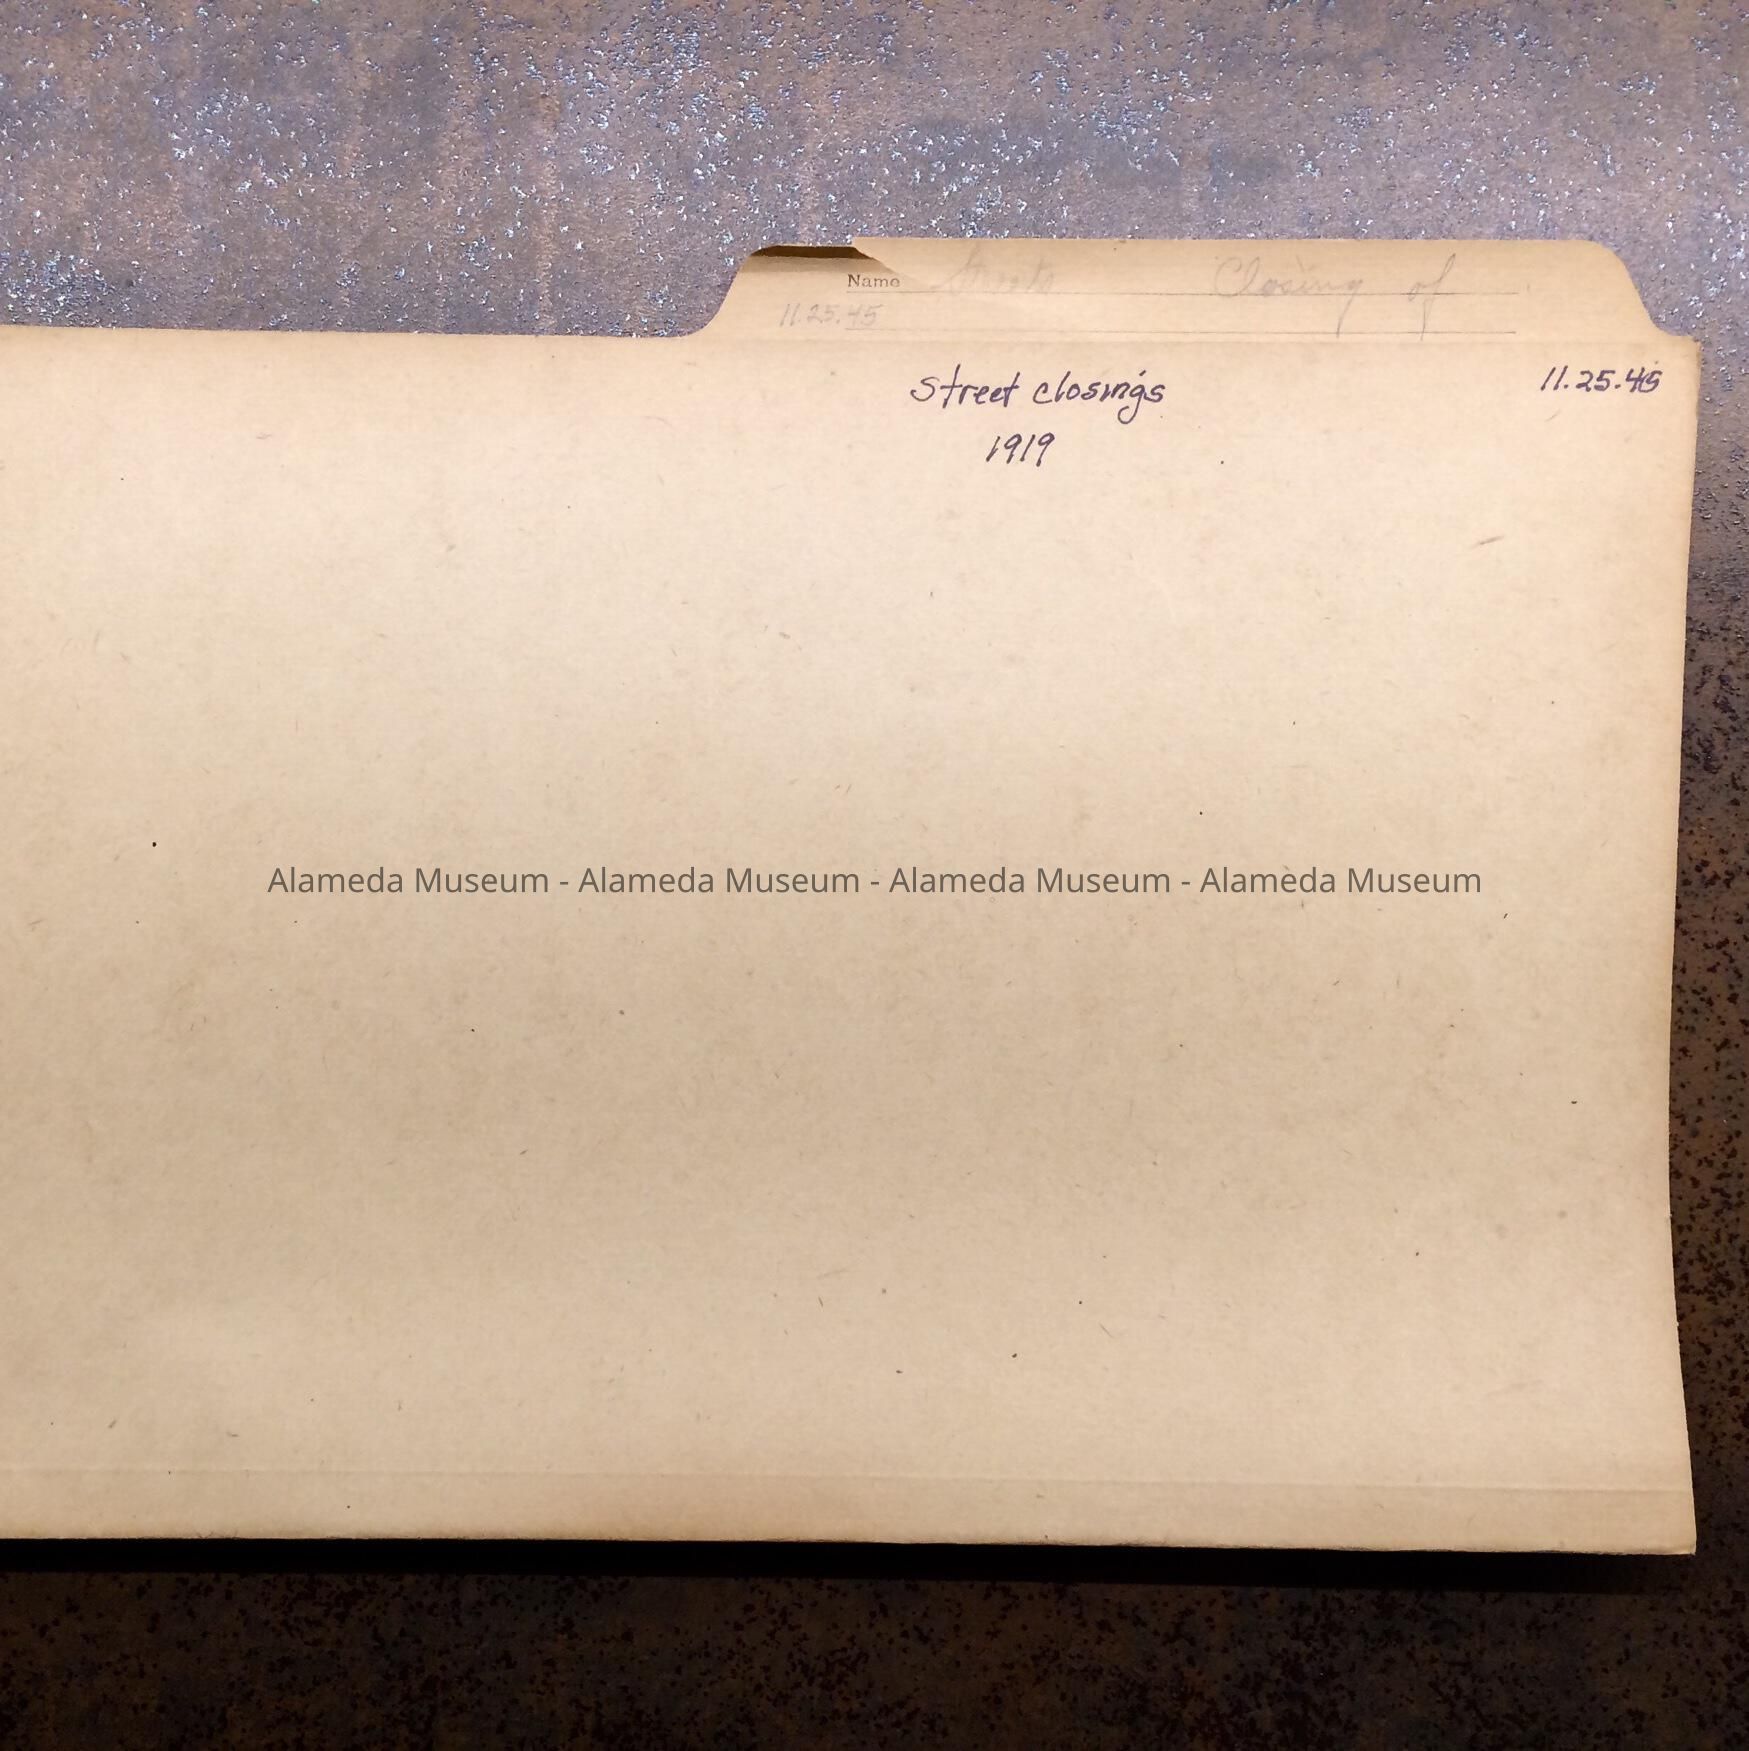 Name Streets Closing of
11.25.45
Street closings 11.25.45
1919
Alameda Museum - Alameda Museum - Alameda Museum - Alameda Museum